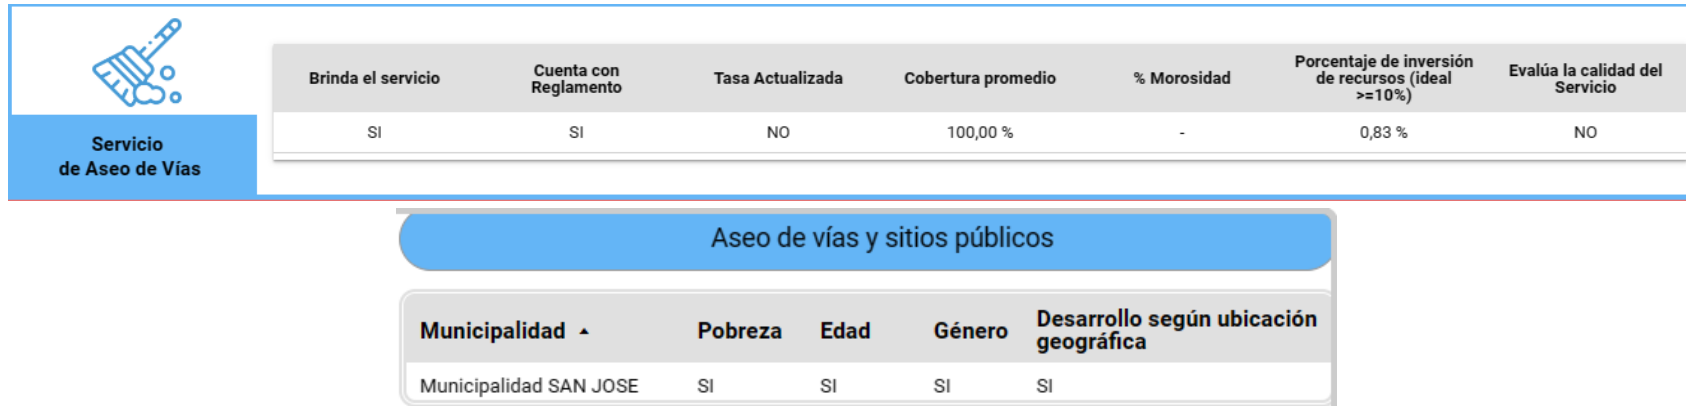 Servicio
de Aseo de Vías
Brinda el servicio
Cuenta con
Reglamento
Tasa Actualizada
Cobertura promedio
% Morosidad
Porcentaje de inversión
de recursos (ideal
>=10%)
Evalúa la calidad del
Servicio
SI
SI
NO
100,00 %
-
0,83 %
NO
Aseo de vías y sitios públicos
Municipalidad ▲
Pobreza
Edad
Género
Desarrollo según ubicación
geográfica
Municipalidad SAN JOSE
SI
SI
SI
SI